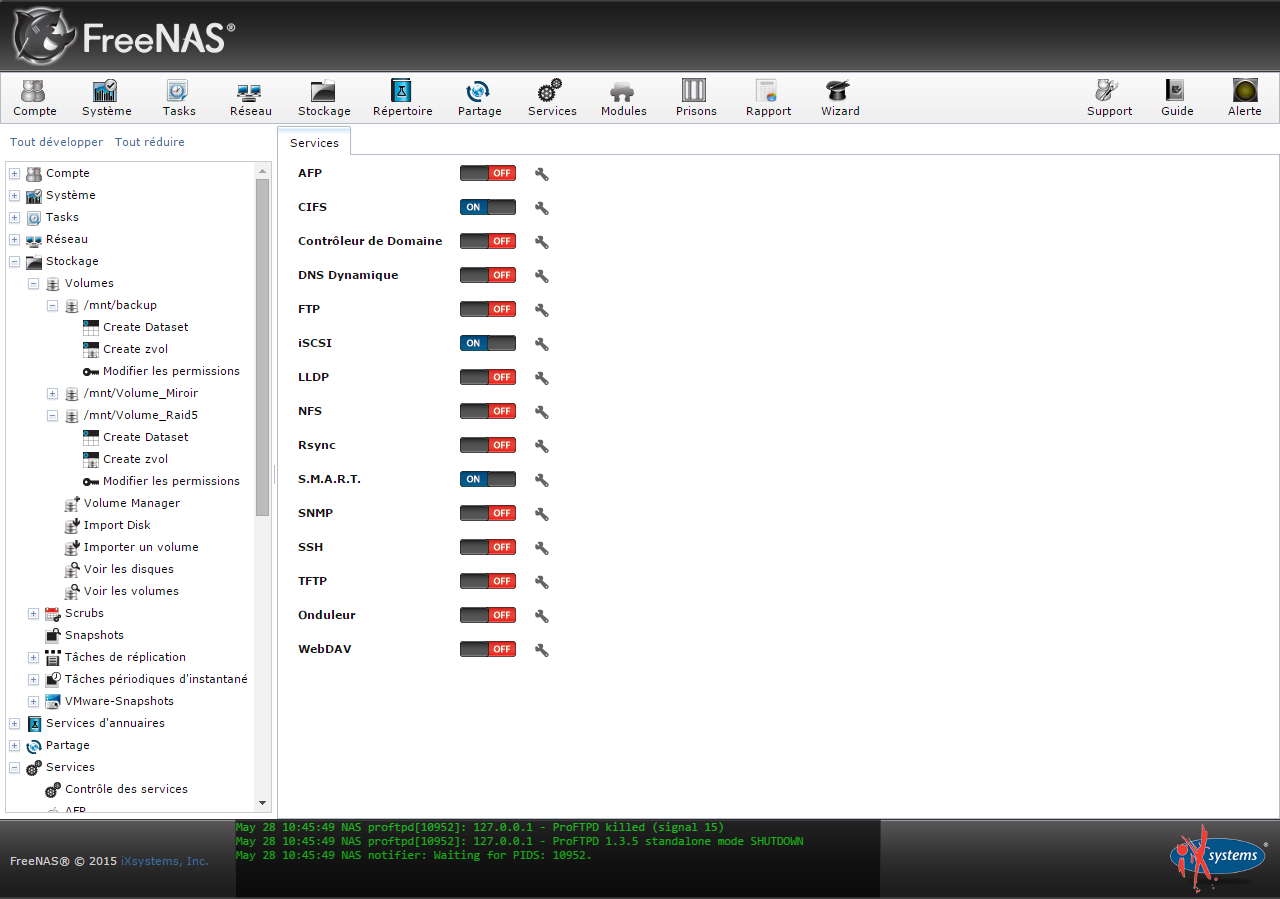 FreeNAS®
Compte Système Tasks Réseau Stockage Répertoire Partage Services Modules Prisons Rapport Wizard Support Guide Alerte
Tout développer Tout réduire
Compte
Système
Tasks
Réseau
Stockage
Volumes
/mnt/backup
Create Dataset
Create zvol
Modifier les permissions
/mnt/Volume_Miroir
/mnt/Volume_Raid5
Create Dataset
Create zvol
Modifier les permissions
Volume Manager
Import Disk
Importer un volume
Voir les disques
Voir les volumes
Scrubs
Snapshots
Tâches de réplication
Tâches périodiques d'instantané
VMware-Snapshots
Services d'annuaires
Partage
Services
Contrôle des services
AFP
Services
AFP OFF
CIFS ON
Contrôleur de Domaine OFF
DNS Dynamique OFF
FTP OFF
iSCSI ON
LLDP OFF
NFS OFF
Rsync OFF
S.M.A.R.T. ON
SNMP OFF
SSH OFF
TFTP OFF
Onduleur OFF
WebDAV OFF
FreeNAS® © 2015 iXsystems, Inc.
May 28 10:45:49 NAS proftpd[10952]: 127.0.0.1 - ProFTPD killed (signal 15)
May 28 10:45:49 NAS proftpd[10952]: 127.0.0.1 - ProFTPD 1.3.5 standalone mode SHUTDOWN
May 28 10:45:49 NAS notifier: Waiting for PIDS: 10952.
iXsystems®